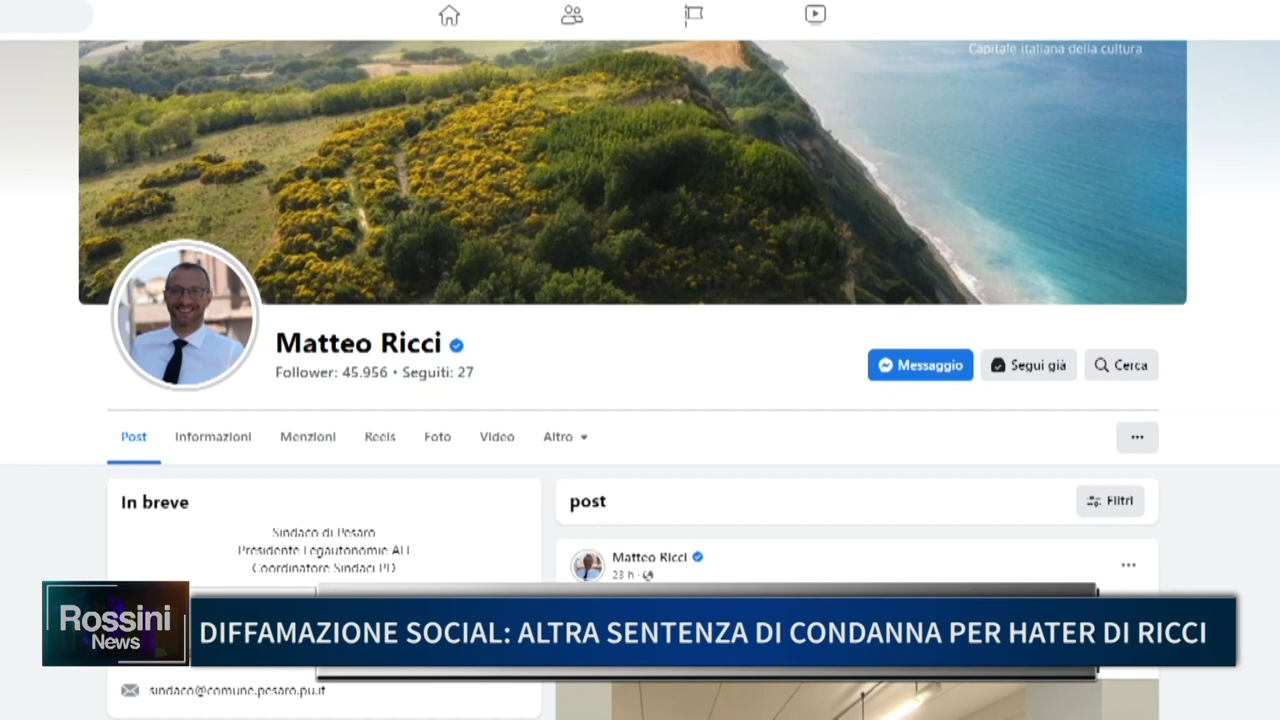 Capitale italiana della cultura
Matteo Ricci
Follower: 45.956 • Seguiti: 27
Messaggio
Segui già
Cerca
Post
Informazioni
Menzioni
Reels
Foto
Video
Altro
In breve
post
Filtri
Sindaco di Pesaro
Presidente Legautonomie ALI
Coordinatore Sindaci PD
Matteo Ricci
23 h
Rossini
News
DIFFAMAZIONE SOCIAL: ALTRA SENTENZA DI CONDANNA PER HATER DI RICCI
sindaco@comune.pesaro.pu.it